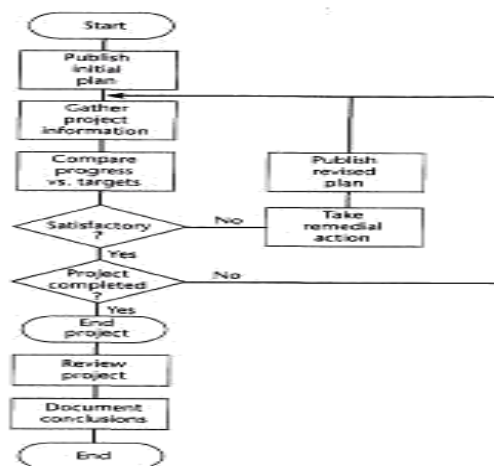 Start
Publish
initial
plan
Gather
project
information
Compare
progress
vs. targets
Publish
revised
plan
Satisfactory
?
No
Take
remedial
action
Yes
Project
completed
?
No
Yes
End
project
Review
project
Document
conclusions
End